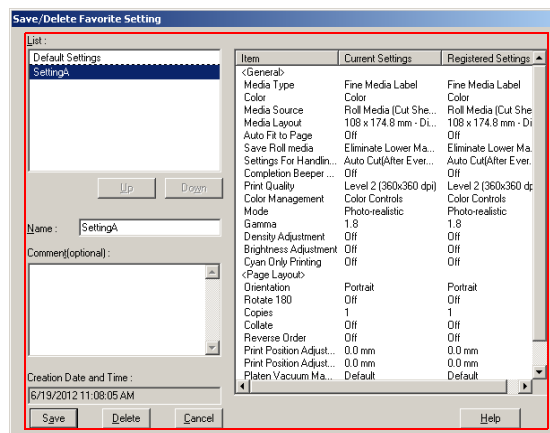 Save/Delete Favorite Setting
List :
Default Settings
SettingA
Up Down
Name : SettingA
Comment(optional) :
Creation Date and Time :
6/19/2012 11:08:05 AM
Item Current Settings Registered Settings
<General>
Media Type Fine Media Label Fine Media Label
Color Color Color
Media Source Roll Media (Cut She... Roll Media (Cut She
Media Layout 108 x 174.8 mm - Di... 108 x 174.8 mm - Di
Auto Fit to Page Off Off
Save Roll media Eliminate Lower Ma... Eliminate Lower Ma.
Settings For Handlin... Auto Cut(After Ever... Auto Cut(After Ever.
Completion Beeper ... Off Off
Print Quality Level 2 (360x360 dpi) Level 2 (360x360 dp
Color Management Color Controls Color Controls
Mode Photo-realistic Photo-realistic
Gamma 1.8 1.8
Density Adjustment Off Off
Brightness Adjustment Off Off
Cyan Only Printing Off Off
<Page Layout>
Orientation Portrait Portrait
Rotate 180 Off Off
Copies 1 1
Collate Off Off
Reverse Order Off Off
Print Position Adjust... 0.0 mm 0.0 mm
Print Position Adjust... 0.0 mm 0.0 mm
Platen Vacuum Ma... Default Default
Save Delete Cancel Help